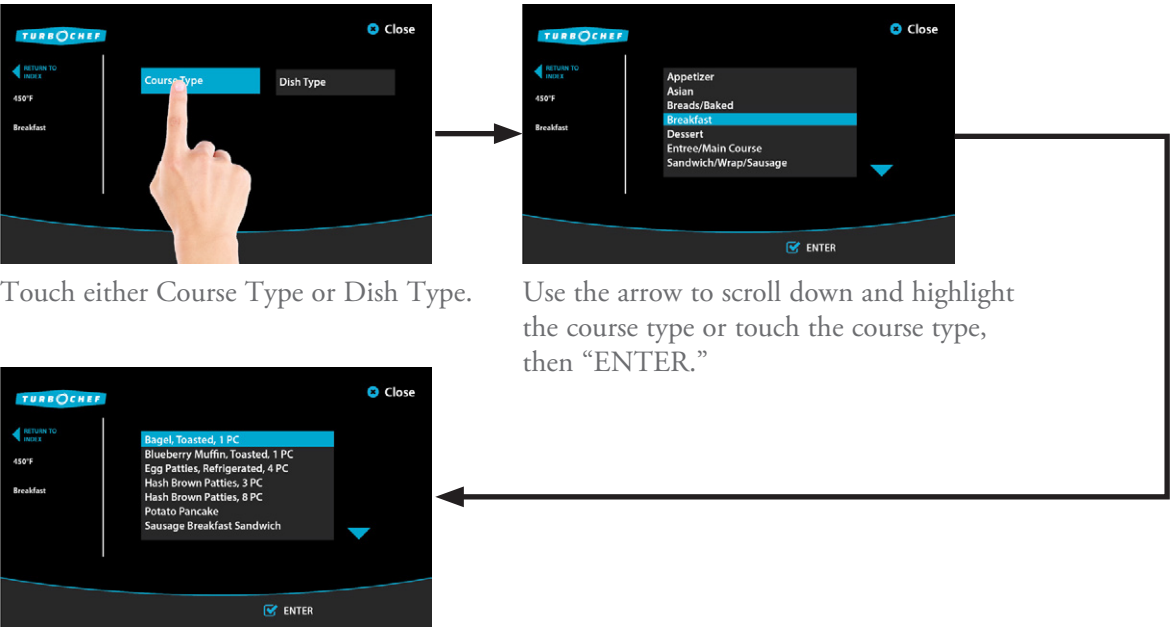 TURBOCHEF
Close
RETURN TO
INDEX
450°F
Breakfast
Course Type
Dish Type
Touch either Course Type or Dish Type.
TURBOCHEF
Close
RETURN TO
INDEX
450°F
Breakfast
Appetizer
Asian
Breads/Baked
Breakfast
Dessert
Entree/Main Course
Sandwich/Wrap/Sausage
ENTER
Use the arrow to scroll down and highlight
the course type or touch the course type,
then “ENTER.”
TURBOCHEF
Close
RETURN TO
INDEX
450°F
Breakfast
Bagel, Toasted, 1 PC
Blueberry Muffin, Toasted, 1 PC
Egg Patties, Refrigerated, 4 PC
Hash Brown Patties, 3 PC
Hash Brown Patties, 8 PC
Potato Pancake
Sausage Breakfast Sandwich
ENTER